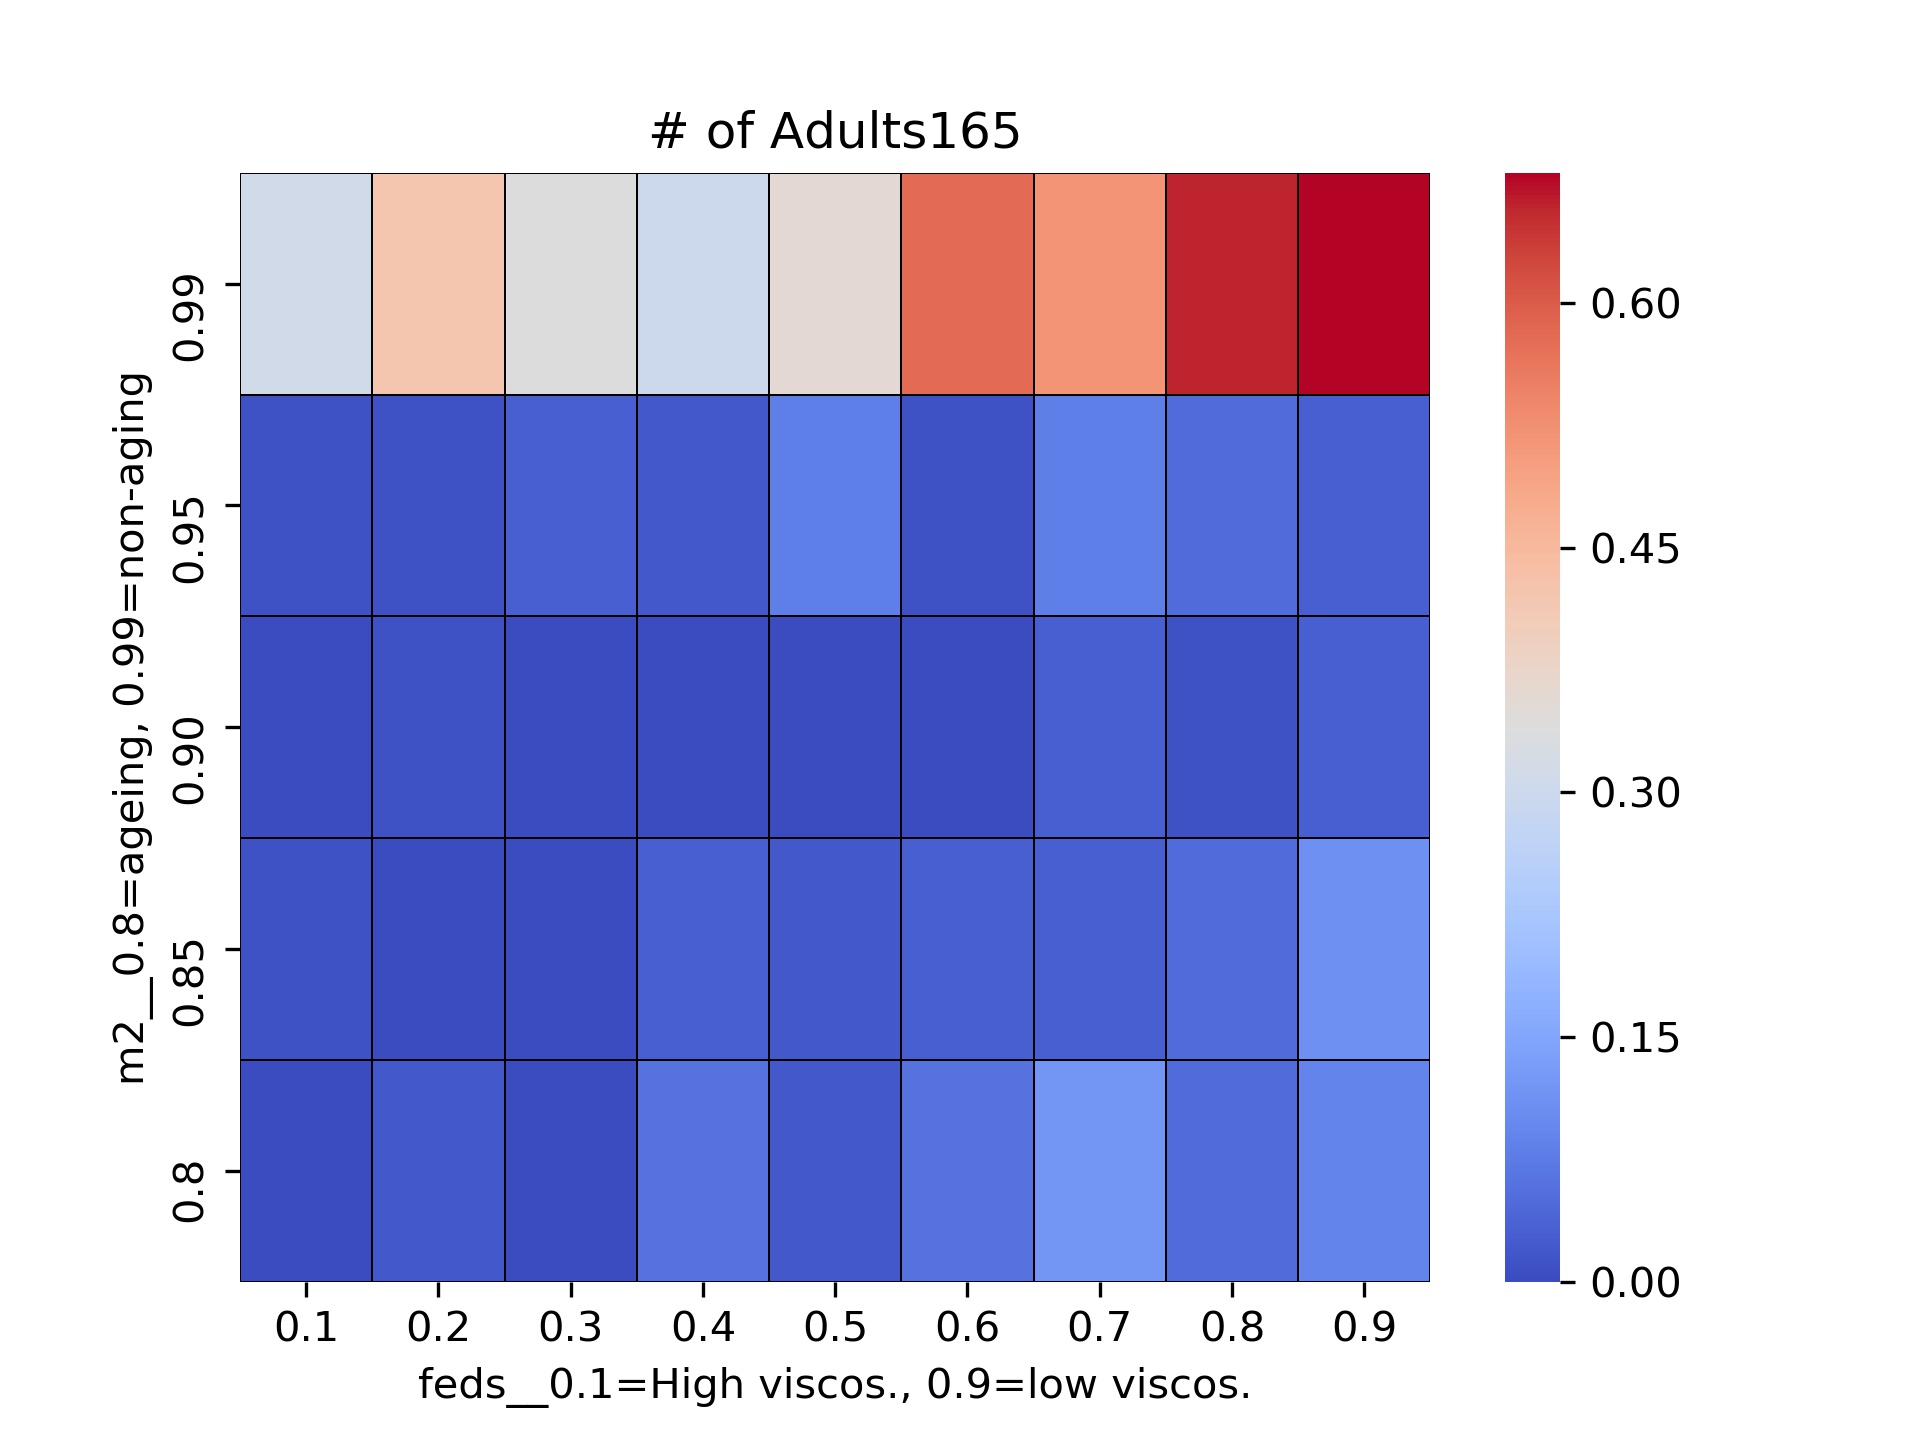 # of Adults165
m2__0.8=ageing, 0.99=non-aging
0.99
0.95
0.90
0.85
0.8
0.1 0.2 0.3 0.4 0.5 0.6 0.7 0.8 0.9
feds__0.1=High viscos., 0.9=low viscos.
0.60
0.45
0.30
0.15
0.00